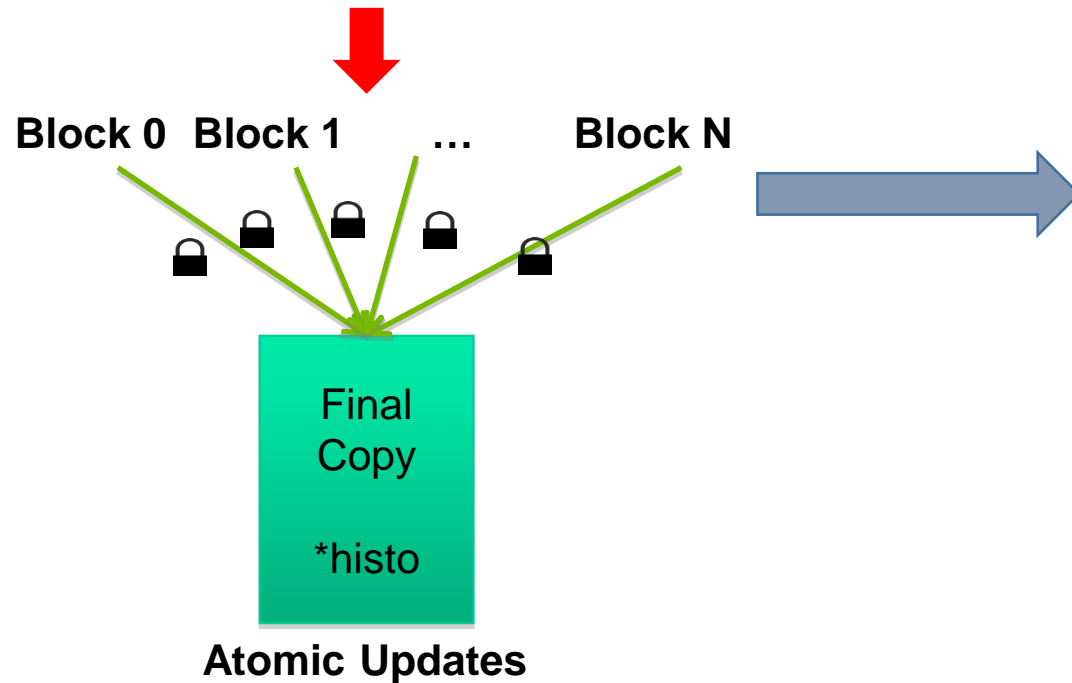 Block 0 Block 1 ... Block N
Final
Copy
*histo
Atomic Updates